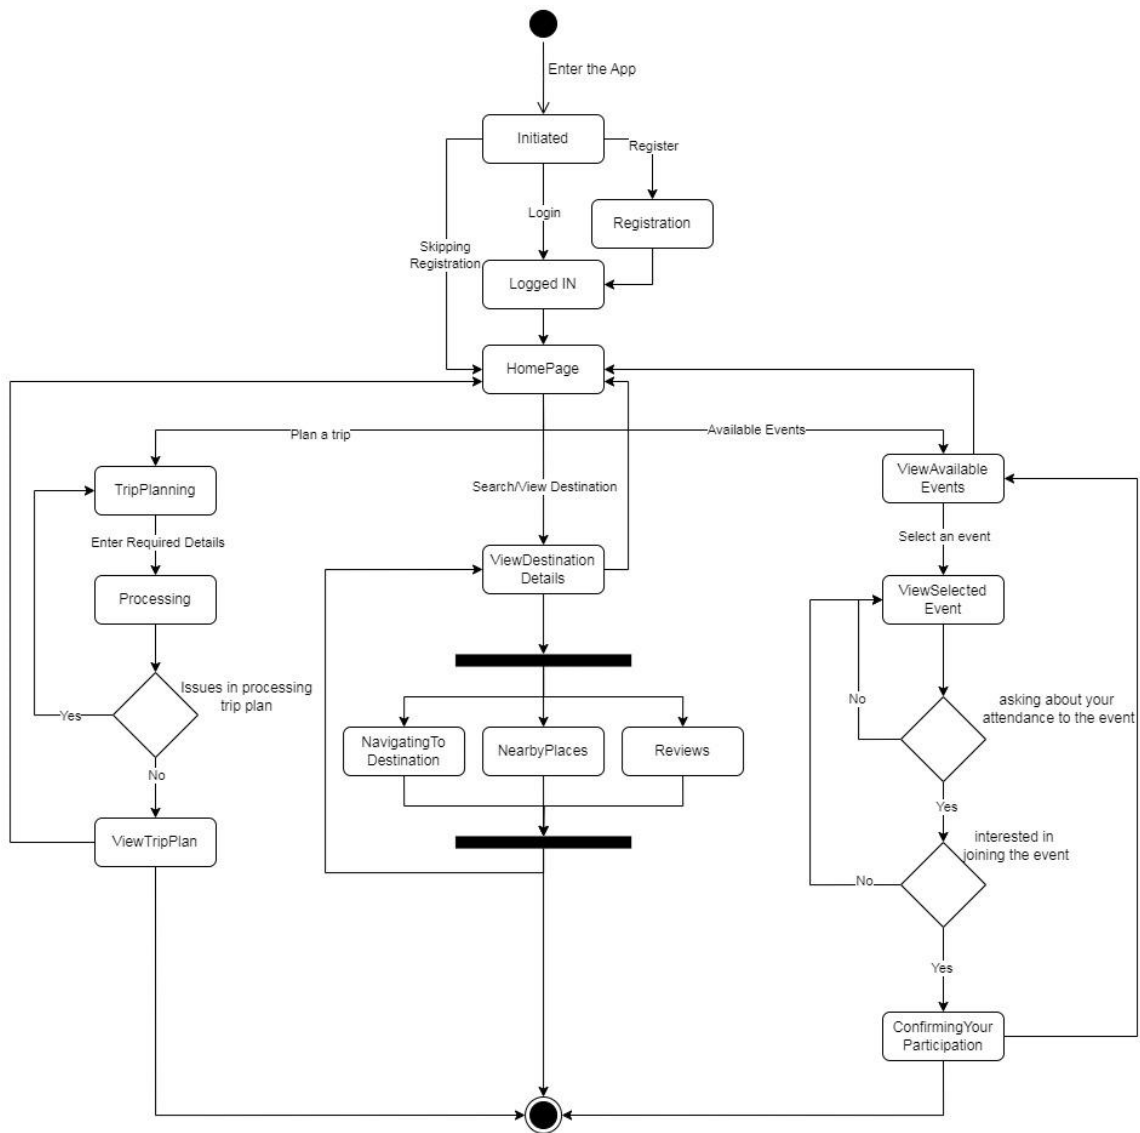 Enter the App
Initiated
Register
Login
Registration
Skipping
Registration
Logged IN
HomePage
Plan a trip
Available Events
ViewAvailable
Events
TripPlanning
Search/View Destination
Enter Required Details
Select an event
ViewDestination
Details
Processing
ViewSelected
Event
Issues in processing
trip plan
Yes
No
asking about your
attendance to the event
NavigatingTo
Destination
NearbyPlaces
Reviews
No
Yes
ViewTripPlan
interested in
joining the event
No
Yes
ConfirmingYour
Participation